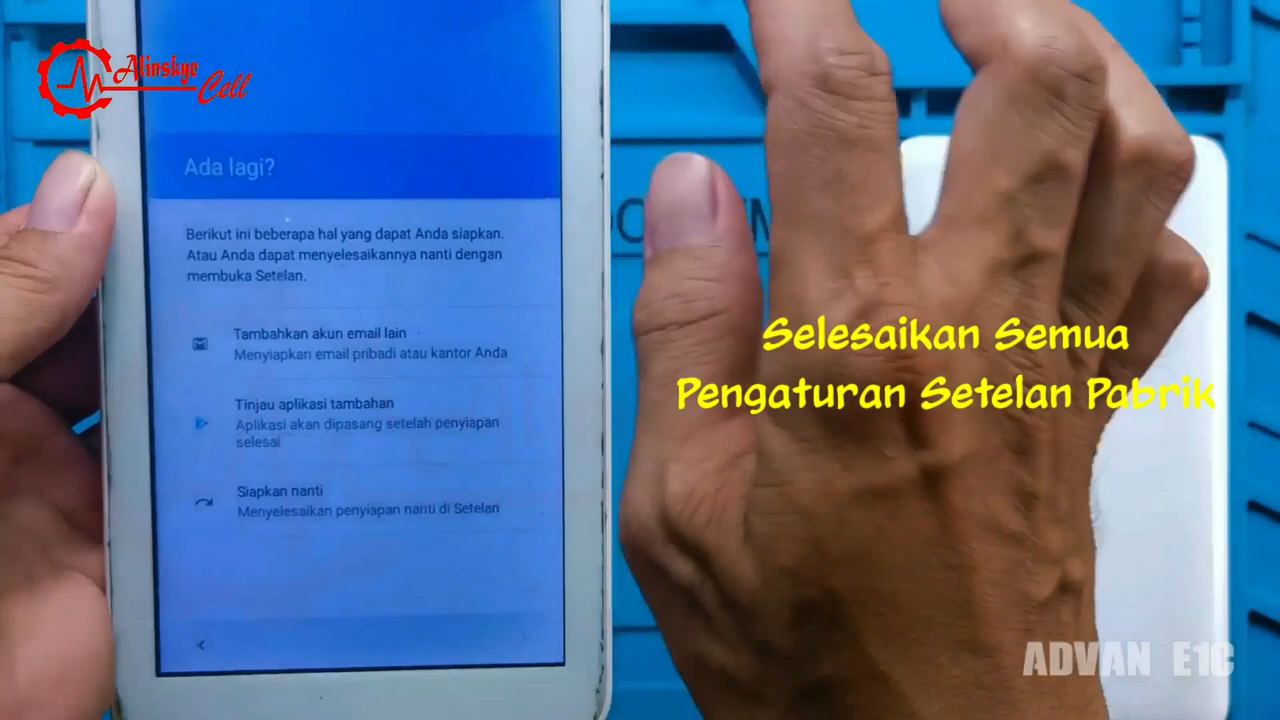 Alinskye
Cell
Ada lagi?
Berikut ini beberapa hal yang dapat Anda siapkan.
Atau Anda dapat menyelesaikannya nanti dengan
membuka Setelan.
Tambahkan akun email lain
Menyiapkan email pribadi atau kantor Anda
Tinjau aplikasi tambahan
Aplikasi akan dipasang setelah penyiapan
selesai
Siapkan nanti
Menyelesaikan penyiapan nanti di Setelan
Selesaikan Semua
Pengaturan Setelan Pabrik
ADVAN E1C